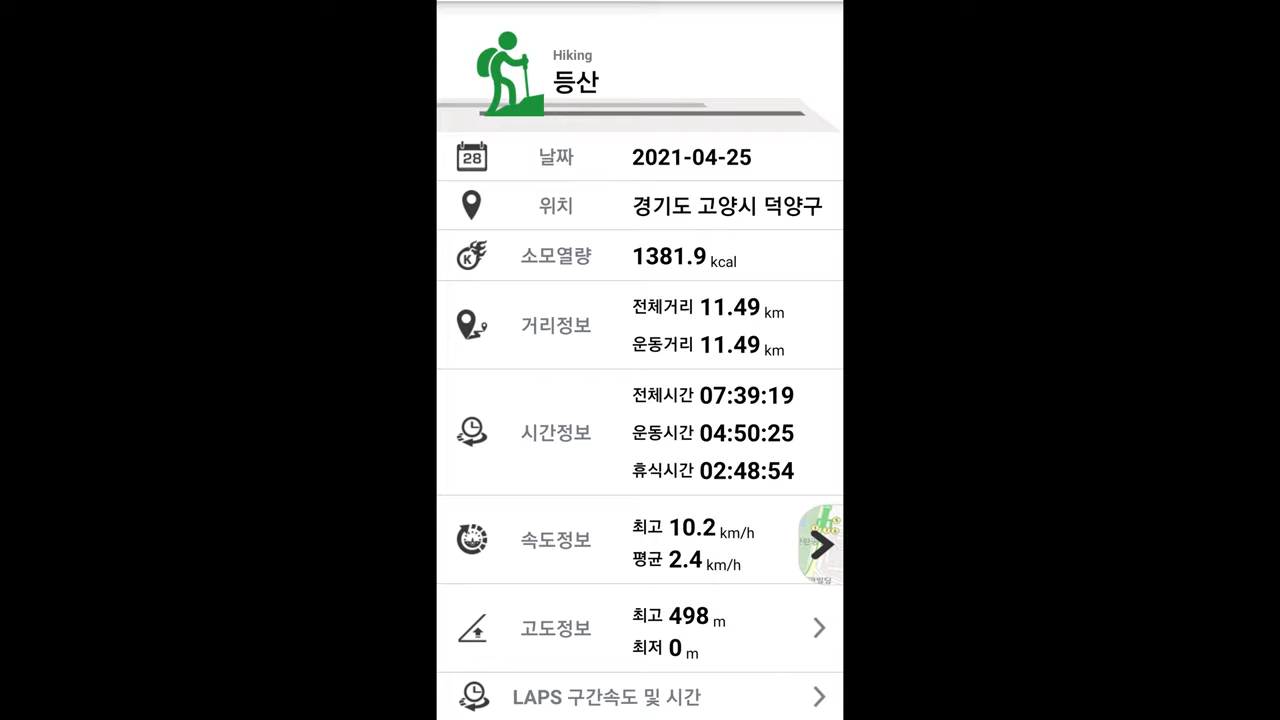 Hiking
등산
28
날짜
2021-04-25
위치
경기도 고양시 덕양구
K
소모열량
1381.9 kcal
거리정보
전체거리 11.49 km
운동거리 11.49 km
시간정보
전체시간 07:39:19
운동시간 04:50:25
휴식시간 02:48:54
속도정보
최고 10.2 km/h
평균 2.4 km/h
고도정보
최고 498 m
최저 0 m
LAPS 구간속도 및 시간